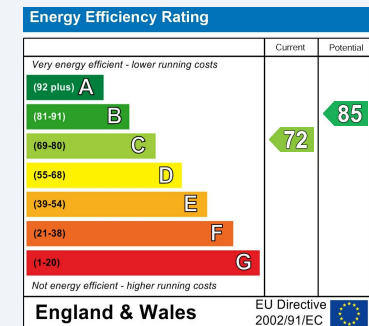 Energy Efficiency Rating
Current Potential
Very energy efficient - lower running costs
(92 plus) A
(81-91) B
85
(69-80) C
72
(55-68) D
(39-54) E
(21-38) F
(1-20) G
Not energy efficient - higher running costs
England & Wales
EU Directive
2002/91/EC